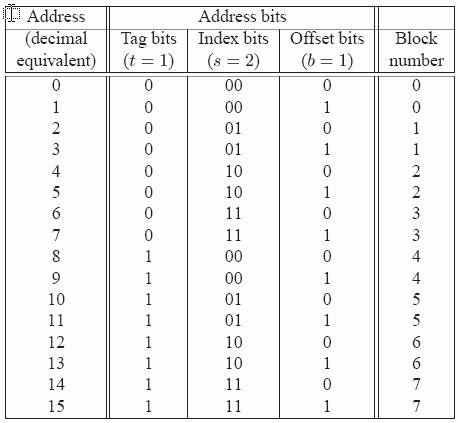 Address Address bits
(decimal Tag bits Index bits Offset bits Block
equivalent) (t = 1) (s = 2) (b = 1) number
0 0 00 0 0
1 0 00 1 0
2 0 01 0 1
3 0 01 1 1
4 0 10 0 2
5 0 10 1 2
6 0 11 0 3
7 0 11 1 3
8 1 00 0 4
9 1 00 1 4
10 1 01 0 5
11 1 01 1 5
12 1 10 0 6
13 1 10 1 6
14 1 11 0 7
15 1 11 1 7